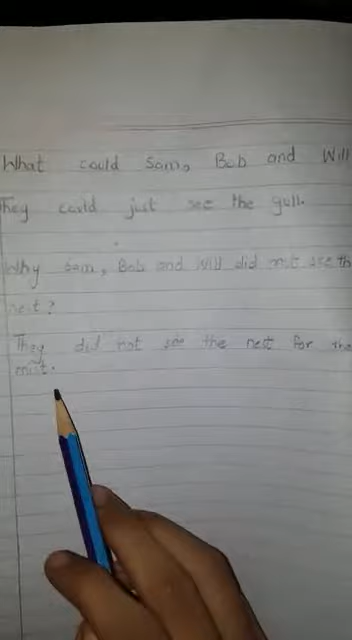 What could Sam, Bob and Will
They could just see the gull.
Why Sam, Bob and Will did not see th
nest?
They did not see the nest for the
mist.